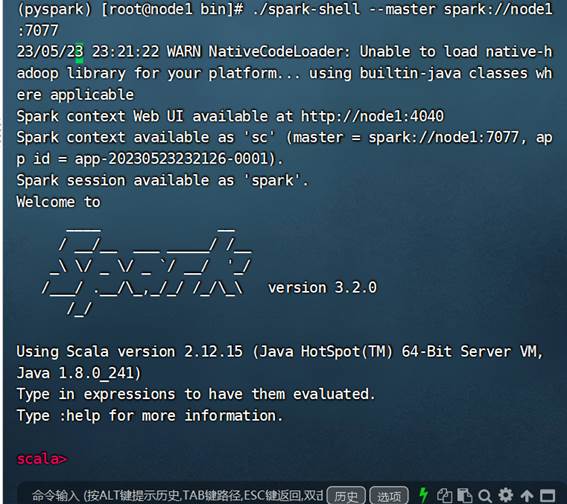 (pyspark) [root@node1 bin]# ./spark-shell --master spark://node1
:7077
23/05/23 23:21:22 WARN NativeCodeLoader: Unable to load native-h
adoop library for your platform... using builtin-java classes wh
ere applicable
Spark context Web UI available at http://node1:4040
Spark context available as 'sc' (master = spark://node1:7077, ap
p id = app-20230523232126-0001).
Spark session available as 'spark'.
Welcome to
      ____              __
     / __/__  ___ _____/ /__
    _\ \/ _ \/ _ `/ __/  '_/
   /___/ .__/\_,_/_/ /_/\_\   version 3.2.0
      /_/
Using Scala version 2.12.15 (Java HotSpot(TM) 64-Bit Server VM,
Java 1.8.0_241)
Type in expressions to have them evaluated.
Type :help for more information.
scala>
命令输入 (按ALT键提示历史,TAB键路径,ESC键返回,双击 历史 选项